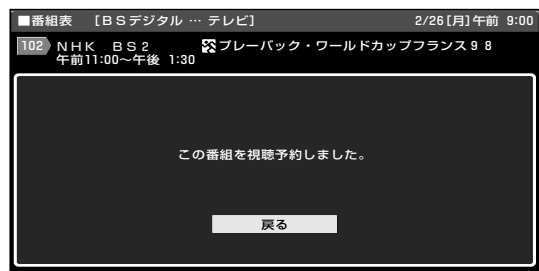 ■番組表 [BSデジタル … テレビ] 2/26[月]午前 9:00
102 NHK BS2 プレーバック・ワールドカップフランス98
午前11:00〜午後 1:30
この番組を視聴予約しました。
戻る